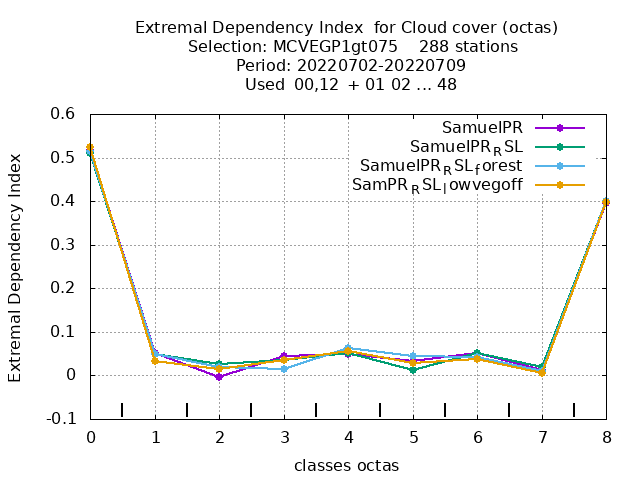 Extremal Dependency Index  for Cloud cover (octas)
Selection: MCVEGP1gt075    288 stations
Period: 20220702-20220709
Used  00,12  + 01 02 ... 48
Extremal Dependency Index
0.6
0.5
0.4
0.3
0.2
0.1
0
-0.1
SamuelPR
SamuelPR_RSL
SamuelPR_RSL_forest
SamPR_RSL_lowvegoff
0 1 2 3 4 5 6 7 8
classes octas